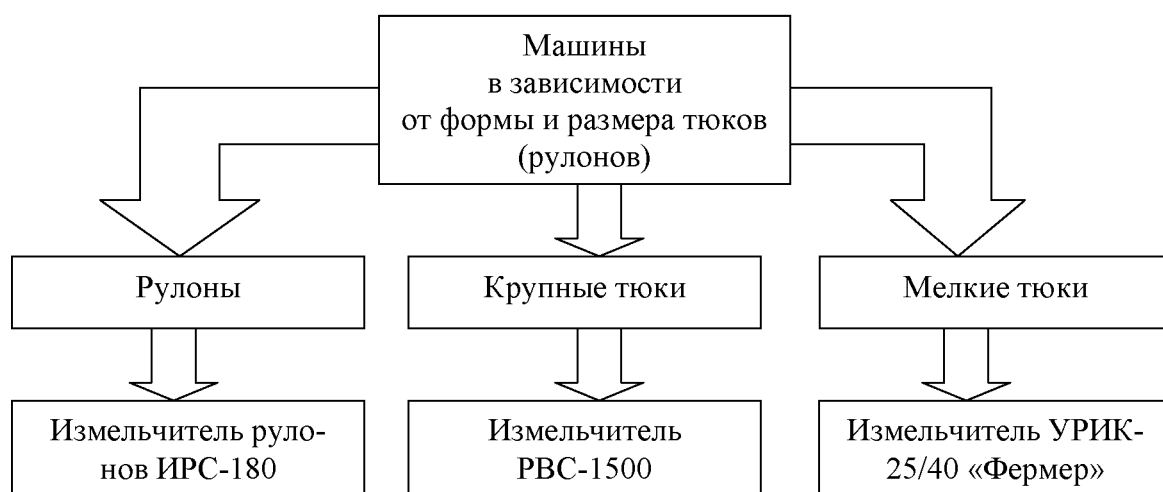 Машины
в зависимости
от формы и размера тюков
(рулонов)
Рулоны
Крупные тюки
Мелкие тюки
Измельчитель руло-
нов ИРС-180
Измельчитель
РВС-1500
Измельчитель УРИК-
25/40 «Фермер»